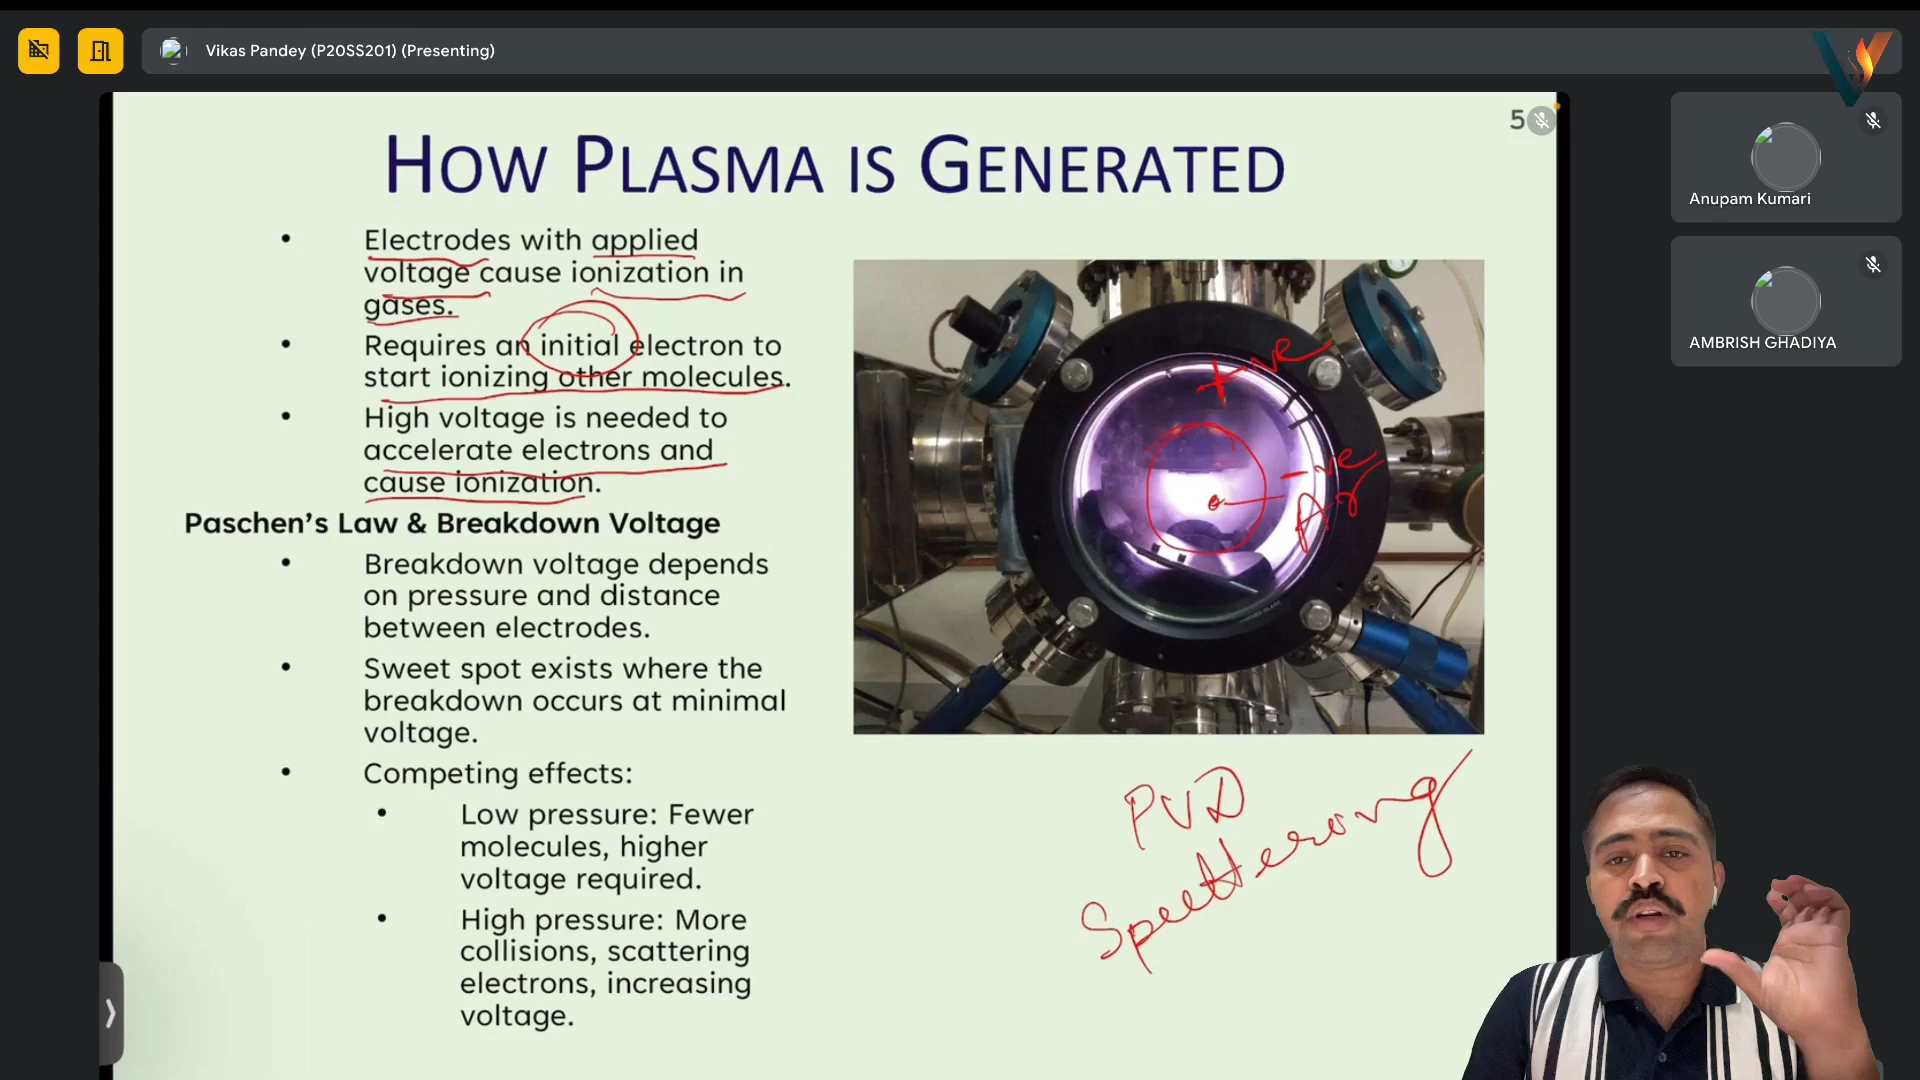 Vikas Pandey (P20SS201) (Presenting)
5
HOW PLASMA IS GENERATED
• Electrodes with applied
voltage cause ionization in
gases.
• Requires an initial electron to
start ionizing other molecules.
• High voltage is needed to
accelerate electrons and
cause ionization.
Paschen's Law & Breakdown Voltage
• Breakdown voltage depends
on pressure and distance
between electrodes.
• Sweet spot exists where the
breakdown occurs at minimal
voltage.
• Competing effects:
• Low pressure: Fewer
molecules, higher
voltage required.
• High pressure: More
collisions, scattering
electrons, increasing
voltage.
+ve
-ve
Ar
PVD
Sputtering
Anupam Kumari
AMBRISH GHADIYA